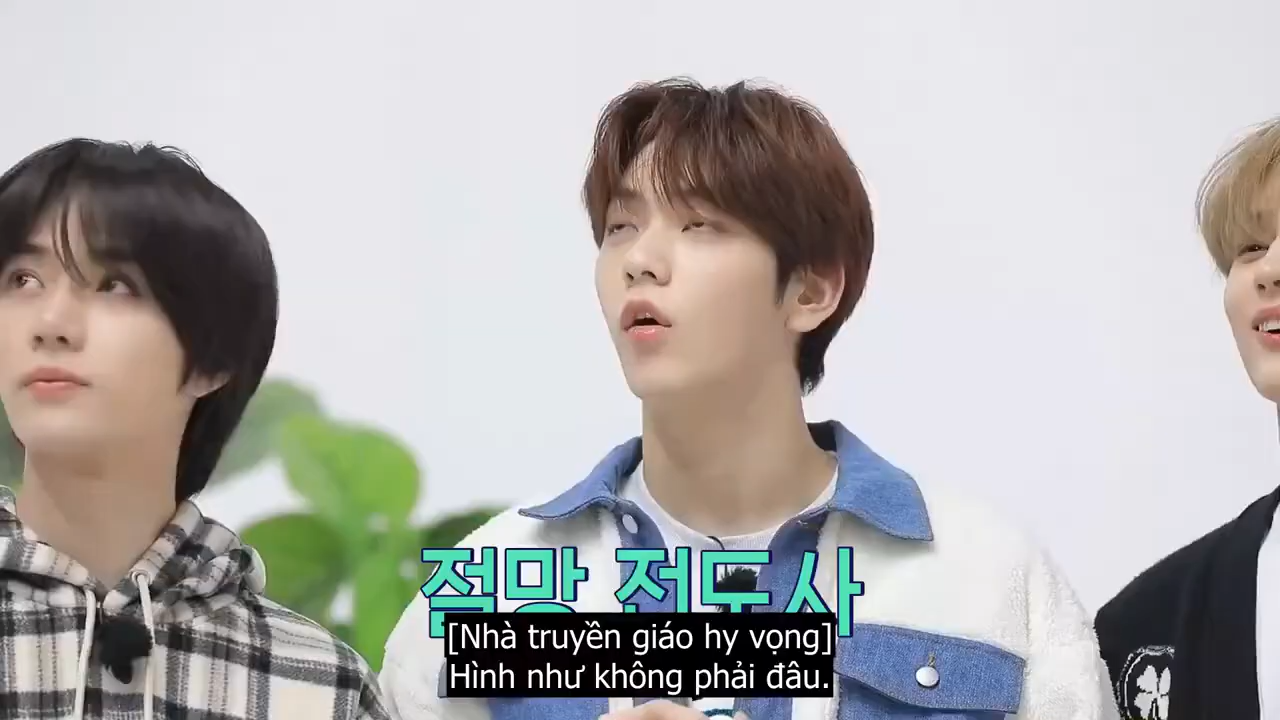 절망 전도사
[Nhà truyền giáo hy vọng]
Hình như không phải đâu.